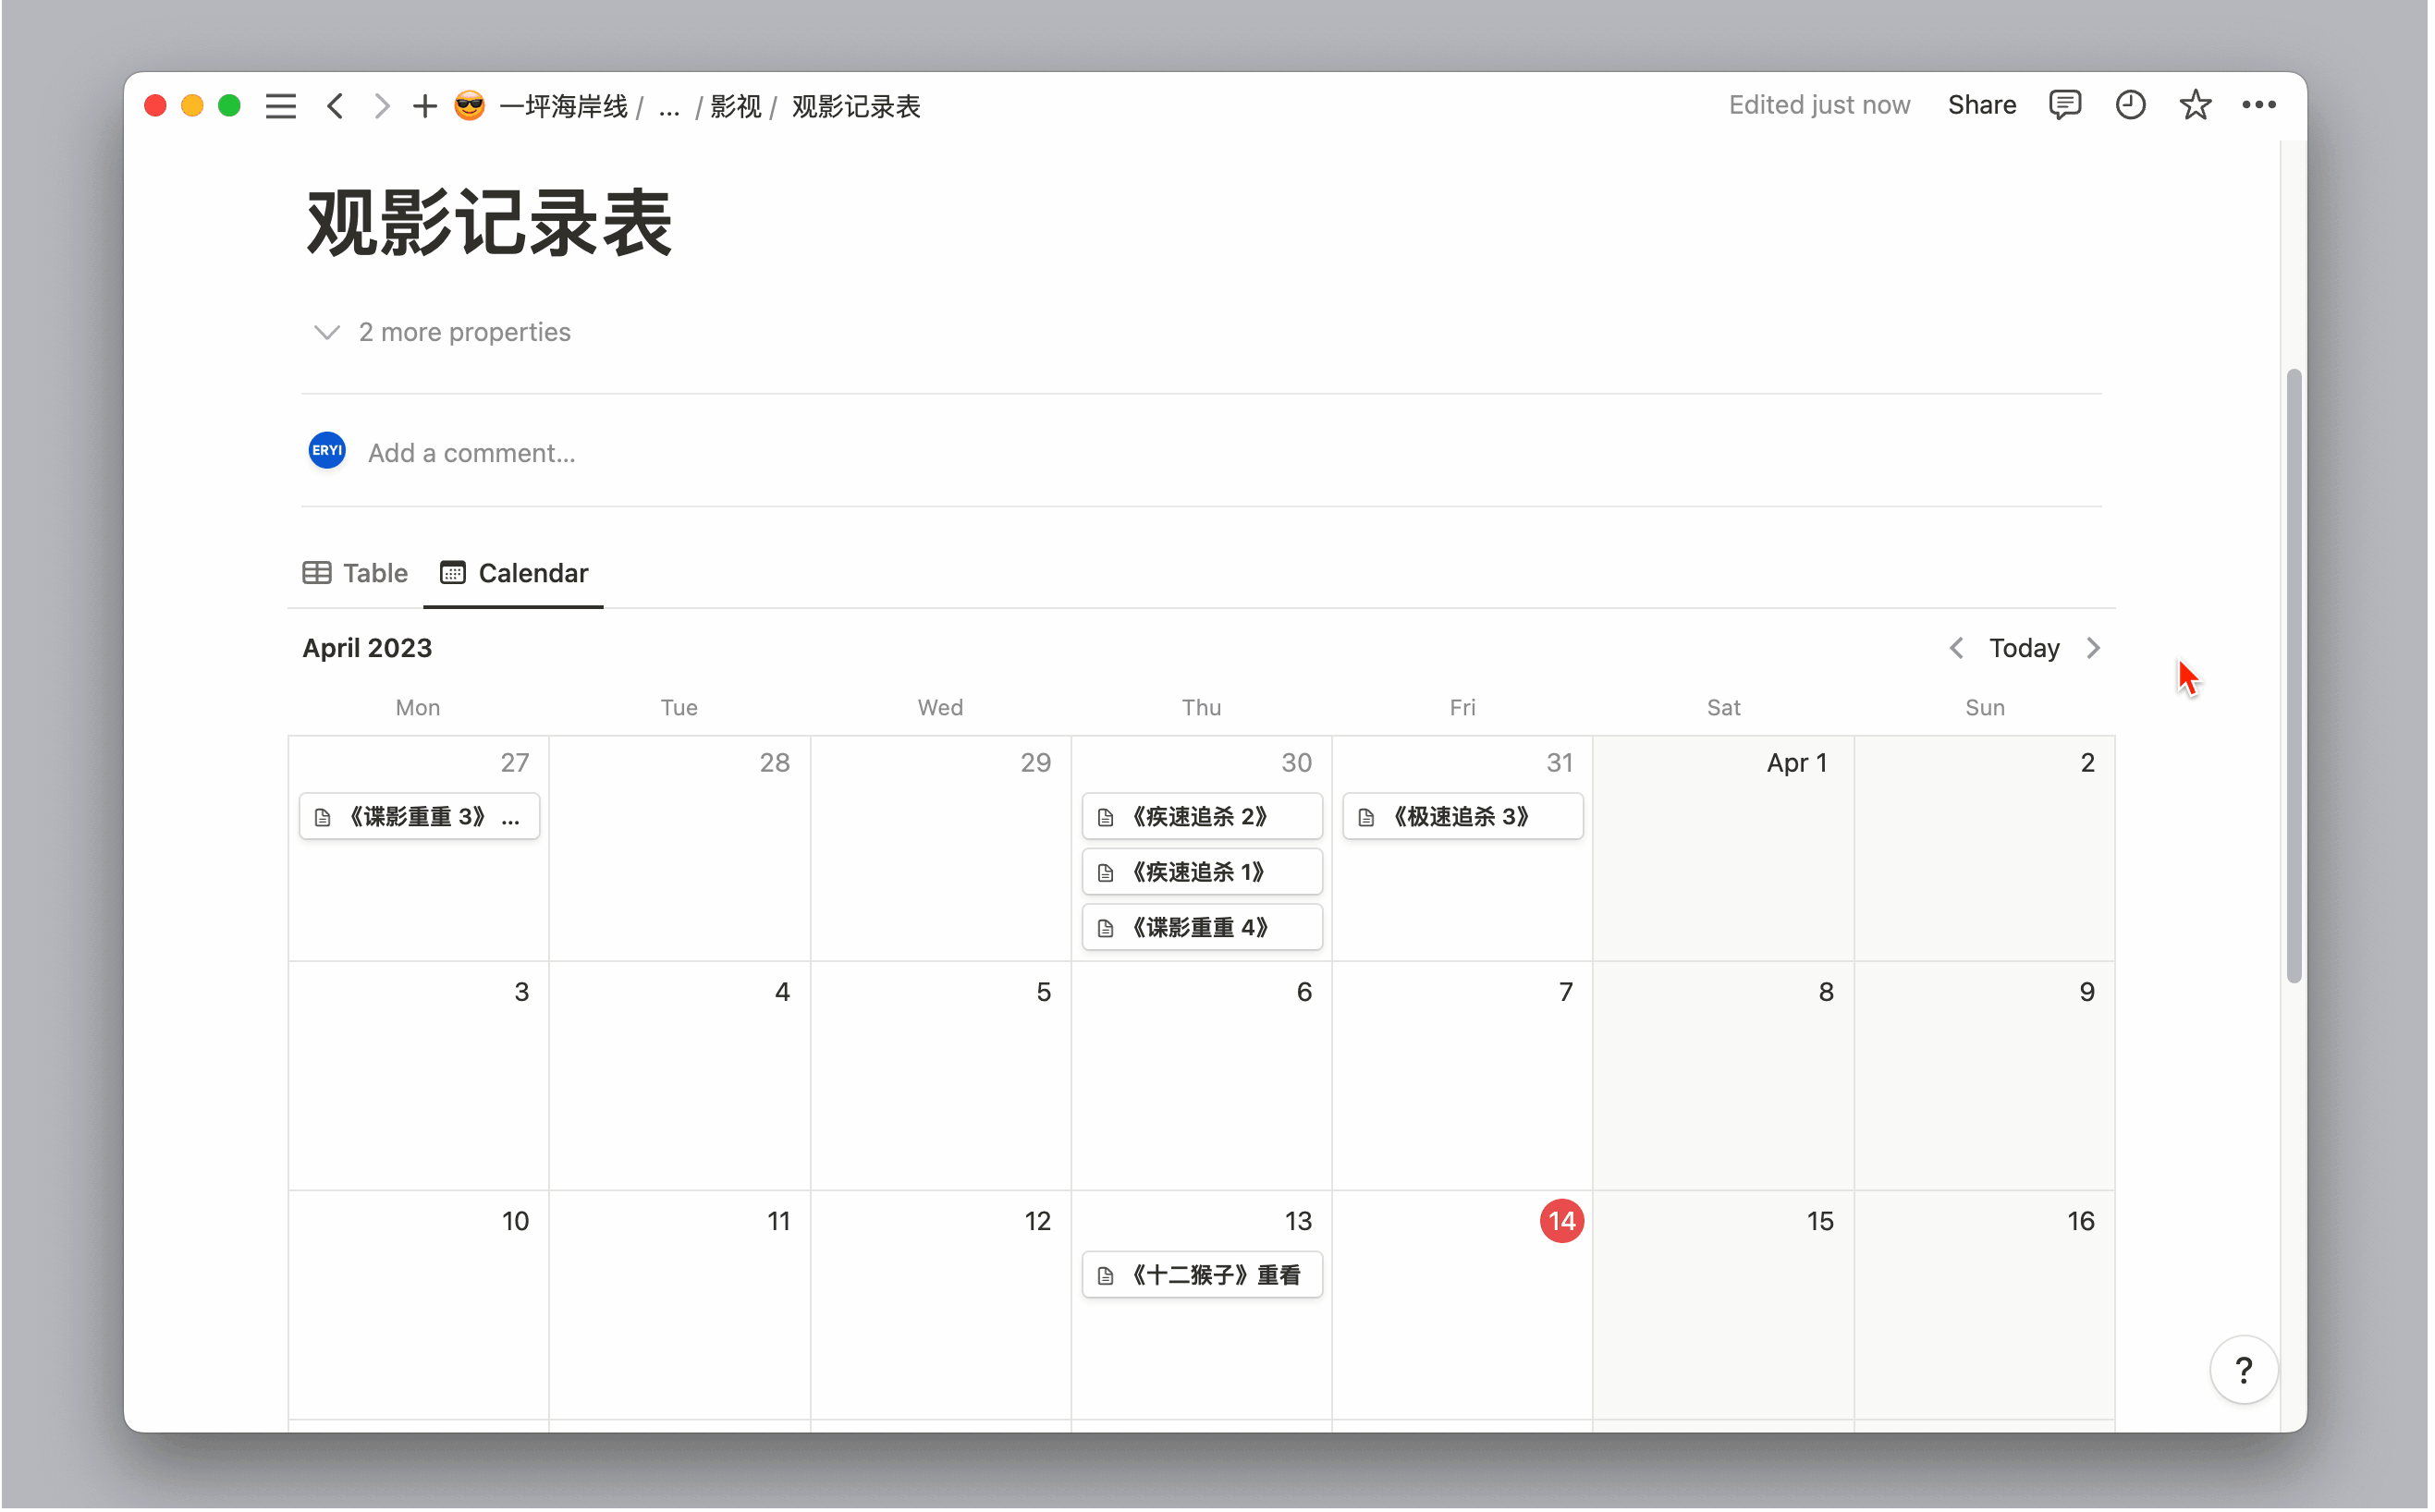 一坪海岸线 / ... / 影视 / 观影记录表
Edited just now Share
观影记录表
2 more properties
ERYI Add a comment...
Table Calendar
April 2023 Today
Mon Tue Wed Thu Fri Sat Sun
27 28 29 30 31 Apr 1 2
《谍影重重 3》 ... 《疾速追杀 2》 《极速追杀 3》
《疾速追杀 1》
《谍影重重 4》
3 4 5 6 7 8 9
10 11 12 13 14 15 16
《十二猴子》重看
?